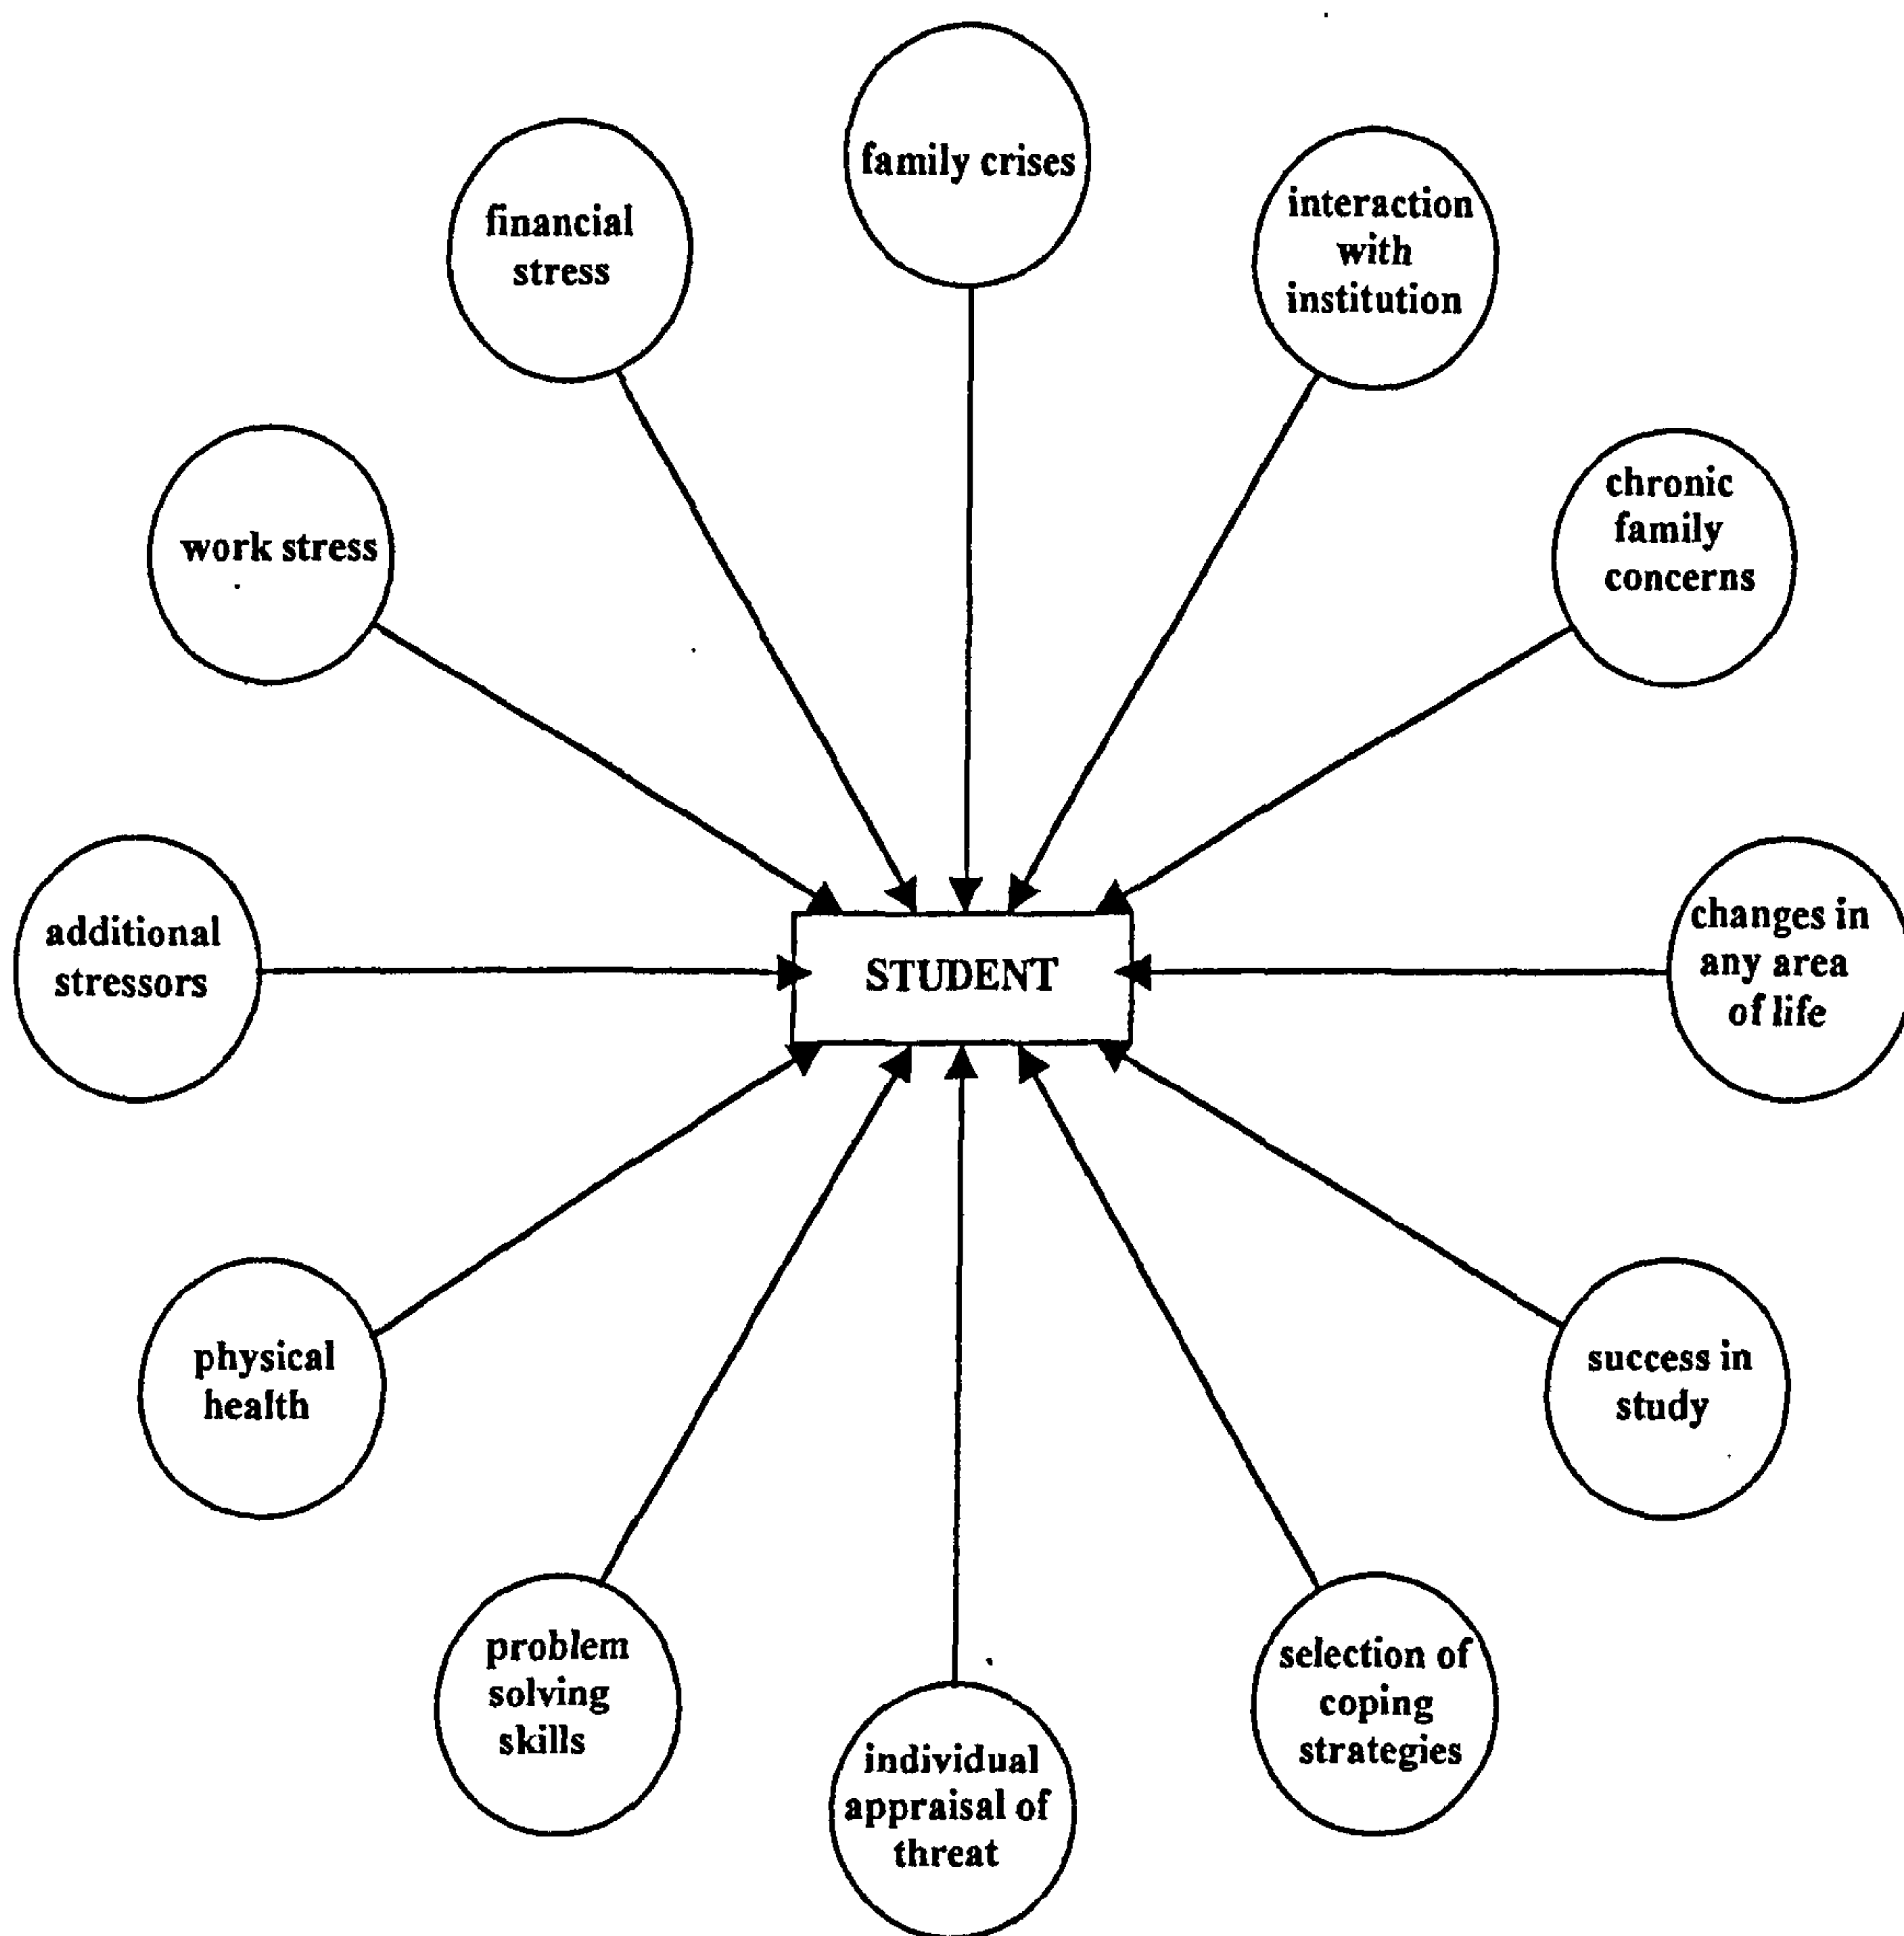 family crises
financial
stress
interaction
with
institution
work stress
chronic
family
concerns
additional
stressors
STUDENT
changes in
any area
of life
physical
health
success in
study
problem
solving
skills
individual
appraisal of
threat
selection of
coping
strategies